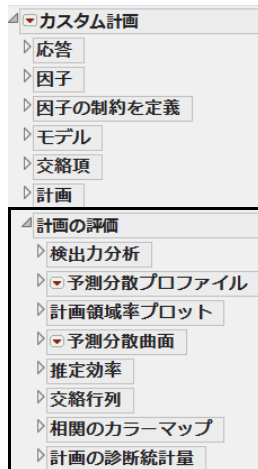 カスタム計画
応答
因子
因子の制約を定義
モデル
交絡項
計画
計画の評価
検出力分析
予測分散プロファイル
計画領域率プロット
予測分散曲面
推定効率
交絡行列
相関のカラーマップ
計画の診断統計量